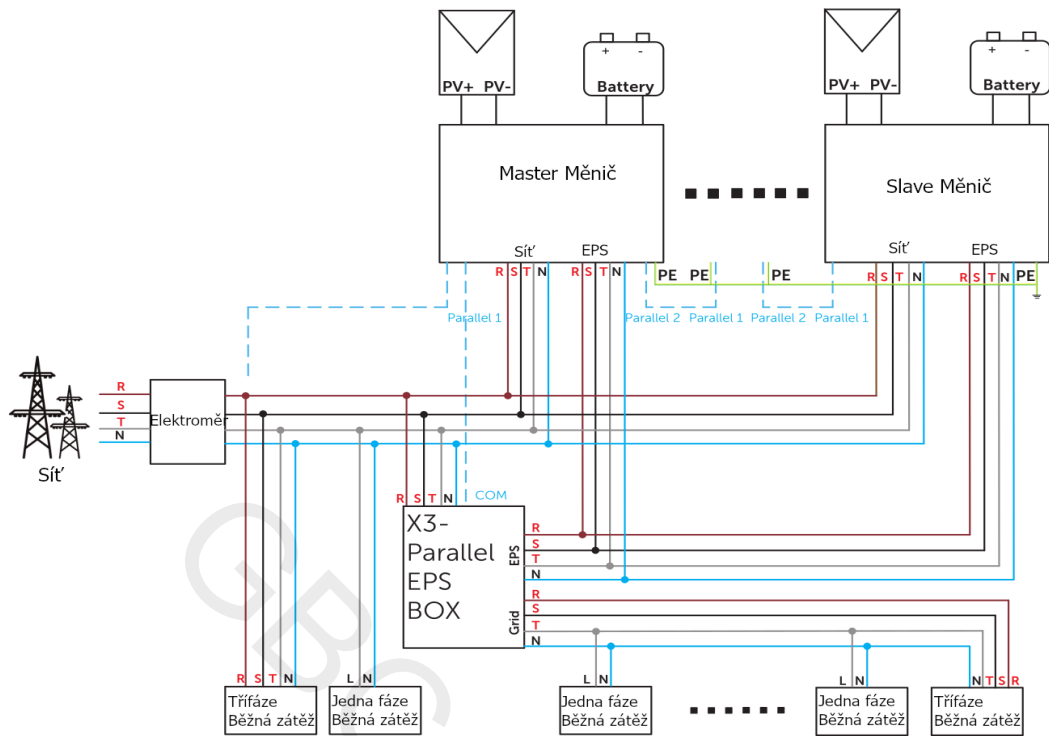 PV+ PV-
+ -
Battery
PV+ PV-
+ -
Battery
Master Měnič
Slave Měnič
Síť EPS
Síť EPS
R S T N R S T N PE PE PE R S T N R S T N PE
Parallel 1 Parallel 2 Parallel 1 Parallel 2 Parallel 1
R
S
T
N
Elektroměr
Síť
R S T N COM
X3-
Parallel
EPS
BOX
EPS
R
S
T
N
Grid
R
S
T
N
GBC
R S T N
L N
L N
L N
N T S R
Třífáze
Běžná zátěž
Jedna fáze
Běžná zátěž
Jedna fáze
Běžná zátěž
Jedna fáze
Běžná zátěž
Třífáze
Běžná zátěž